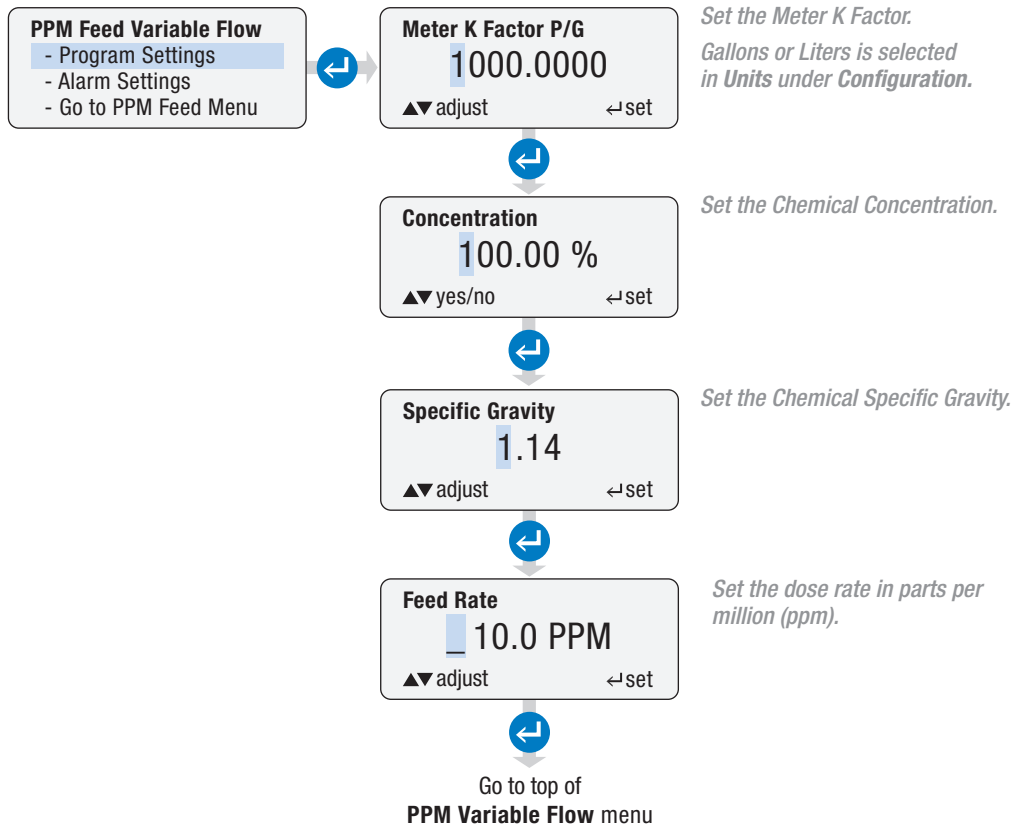 PPM Feed Variable Flow
- Program Settings
- Alarm Settings
- Go to PPM Feed Menu
Meter K Factor P/G
1000.0000
▲▼ adjust ↵ set
Set the Meter K Factor.
Gallons or Liters is selected
in Units under Configuration.
Concentration
100.00 %
▲▼ yes/no ↵ set
Set the Chemical Concentration.
Specific Gravity
1.14
▲▼ adjust ↵ set
Set the Chemical Specific Gravity.
Feed Rate
_ 10.0 PPM
▲▼ adjust ↵ set
Set the dose rate in parts per
million (ppm).
Go to top of
PPM Variable Flow menu